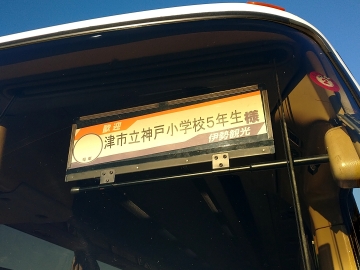 歓迎
津市立神戸小学校5年生様
伊勢観光